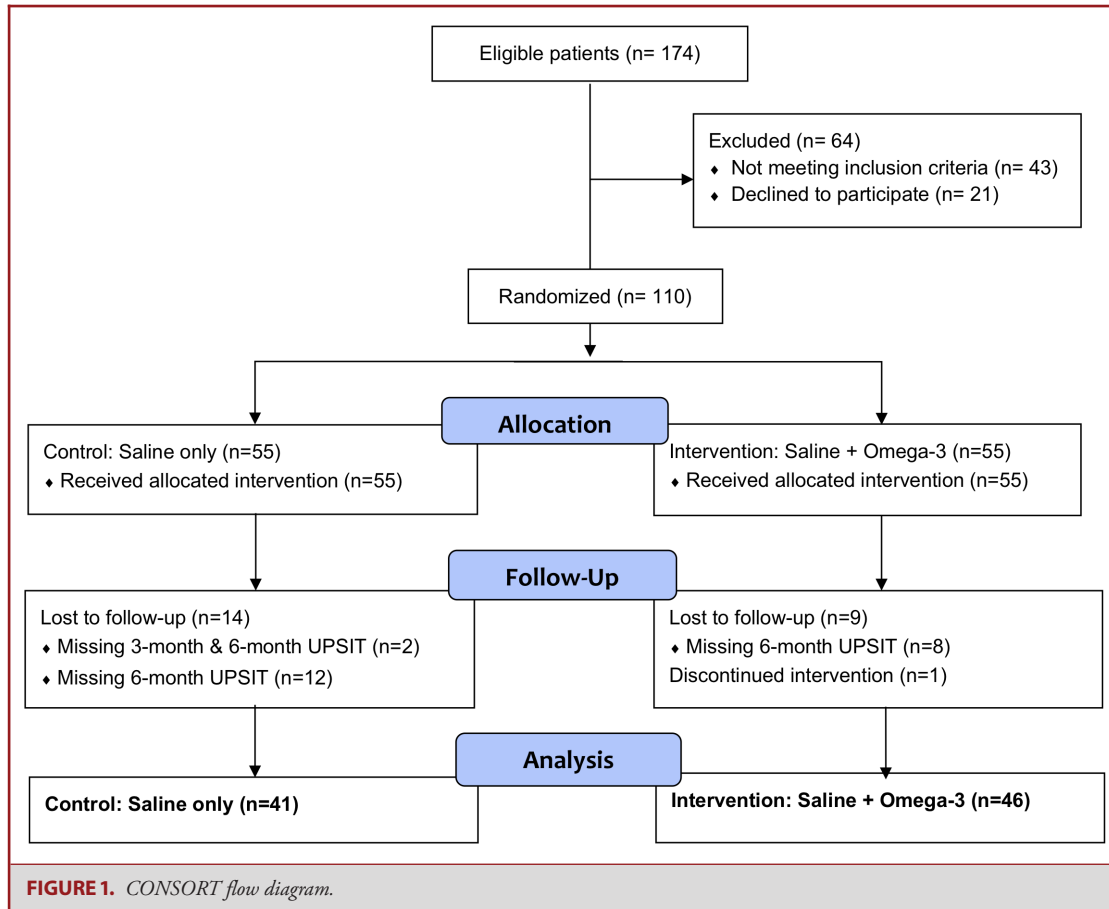 Eligible patients (n= 174)
Excluded (n= 64)
♦ Not meeting inclusion criteria (n= 43)
♦ Declined to participate (n= 21)
Randomized (n= 110)
Allocation
Control: Saline only (n=55)
♦ Received allocated intervention (n=55)
Intervention: Saline + Omega-3 (n=55)
♦ Received allocated intervention (n=55)
Follow-Up
Lost to follow-up (n=14)
♦ Missing 3-month & 6-month UPSIT (n=2)
♦ Missing 6-month UPSIT (n=12)
Lost to follow-up (n=9)
♦ Missing 6-month UPSIT (n=8)
Discontinued intervention (n=1)
Analysis
Control: Saline only (n=41)
Intervention: Saline + Omega-3 (n=46)
FIGURE 1. CONSORT flow diagram.